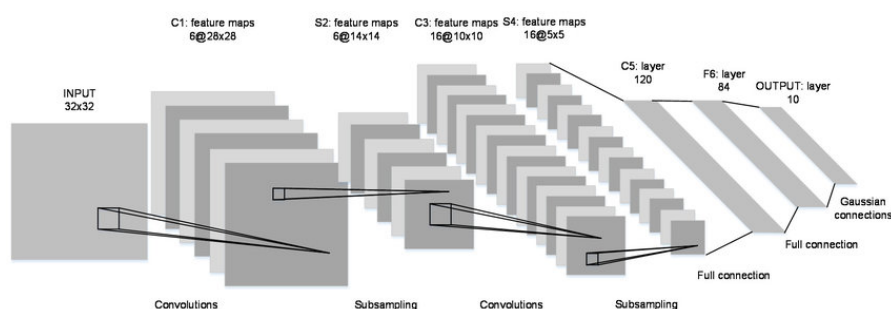 C1: feature maps
6@28x28
S2: feature maps
6@14x14
C3: feature maps
16@10x10
S4: feature maps
16@5x5
INPUT
32x32
C5: layer
120
F6: layer
84
OUTPUT: layer
10
Gaussian
connections
Full connection
Full connection
Convolutions
Subsampling
Convolutions
Subsampling